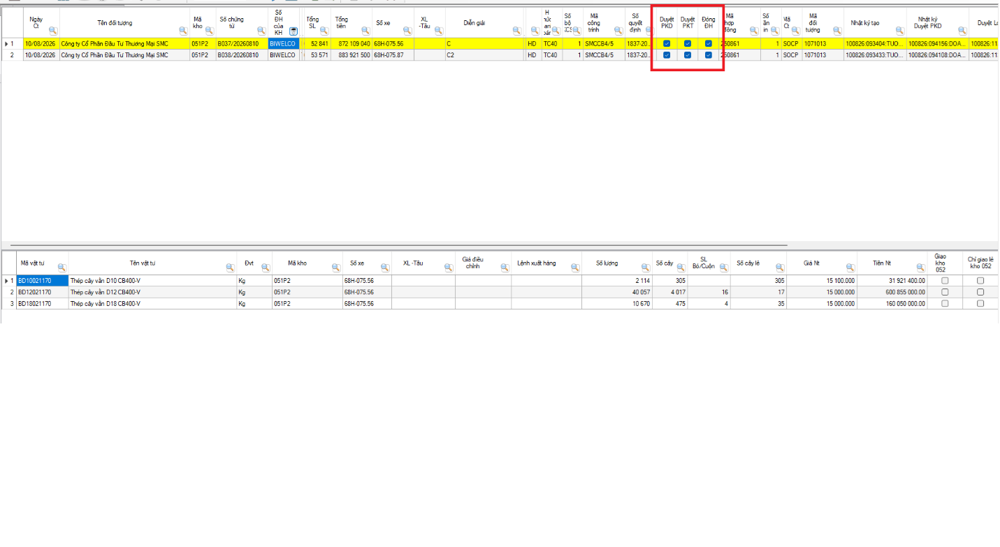 Ngày Ct	Tên đối tượng	Mã kho	Số chứng từ	Số ĐH của KH	Tổng SL	Tổng tiền	Số xe	XL -Tàu	Diễn giải	Số bộ	Mã công trình	Số quyết định	Duyệt PKD	Duyệt PKT	Đóng ĐH	Mã hợp đồng	Số ấn in	Mã Ct	Mã đối tượng	Nhật ký tạo	Nhật ký Duyệt PKD
1	10/08/2026	Công ty Cổ Phần Đầu Tư Thương Mại SMC	051P2	B037/20260810	BIWELCO	52 841	872 109 040	68H-075.56	C	HD	TC40	1	SMCCB4/5	1837-20...	250861	1	SOCP	1071013	100826:093404:TUO...	100826:094156:DOA...	100826:11
2	10/08/2026	Công ty Cổ Phần Đầu Tư Thương Mại SMC	051P2	B038/20260810	BIWELCO	53 571	883 921 500	68H-075.87	C2	HD	TC40	1	SMCCB4/5	1837-20...	250861	1	SOCP	1071013	100826:093433:TUO...	100826:094108:DOA...	100826:11
Mã vật tư	Tên vật tư	Đvt	Mã kho	Số xe	XL -Tàu	Giá điều chỉnh	Lệnh xuất hàng	Số lượng	Số cây	SL Bó/Cuộn	Số cây lẻ	Giá Nt	Tiền Nt	Giao kho 052	Chỉ giao lẻ kho 052
1	BD10021170	Thép cây vằn D10 CB400-V	Kg	051P2	68H-075.56	2 114	305	305	15 100.000	31 921 400.00
2	BD12021170	Thép cây vằn D12 CB400-V	Kg	051P2	68H-075.56	40 057	4 017	16	17	15 000.000	600 855 000.00
3	BD18021170	Thép cây vằn D18 CB400-V	Kg	051P2	68H-075.56	10 670	475	4	35	15 000.000	160 050 000.00